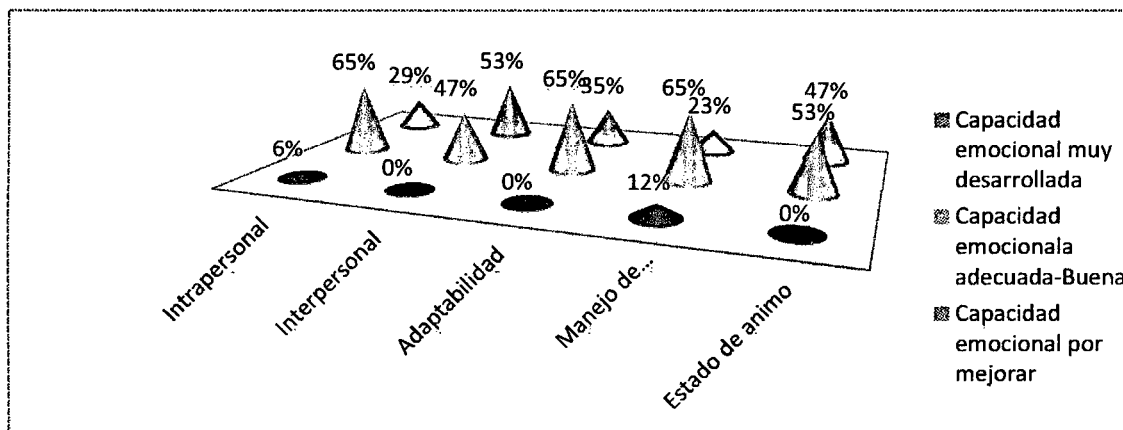 65%
29%
47%
53%
65%
35%
65%
23%
47%
53%
6%
0%
0%
12%
0%
Intrapersonal
Interpersonal
Adaptabilidad
Manejo de...
Estado de animo
Capacidad
emocional muy
desarrollada
Capacidad
emocionala
adecuada-Buena
Capacidad
emocional por
mejorar